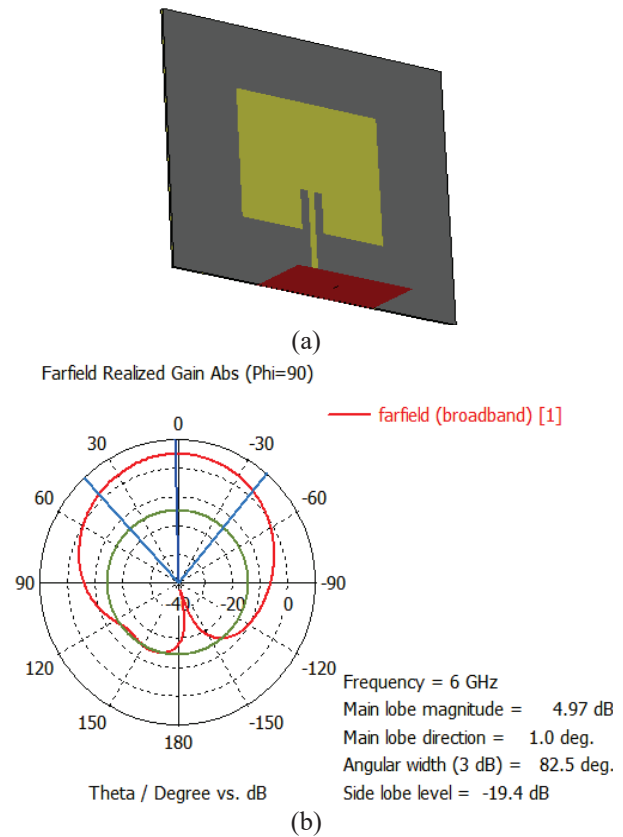 (a)
Farfield Realized Gain Abs (Phi=90)
farfield (broadband) [1]
0
30
-30
60
-60
90
-40
-20
0
-90
120
-120
150
-150
180
Frequency = 6 GHz
Main lobe magnitude = 4.97 dB
Main lobe direction = 1.0 deg.
Angular width (3 dB) = 82.5 deg.
Side lobe level = -19.4 dB
Theta / Degree vs. dB
(b)